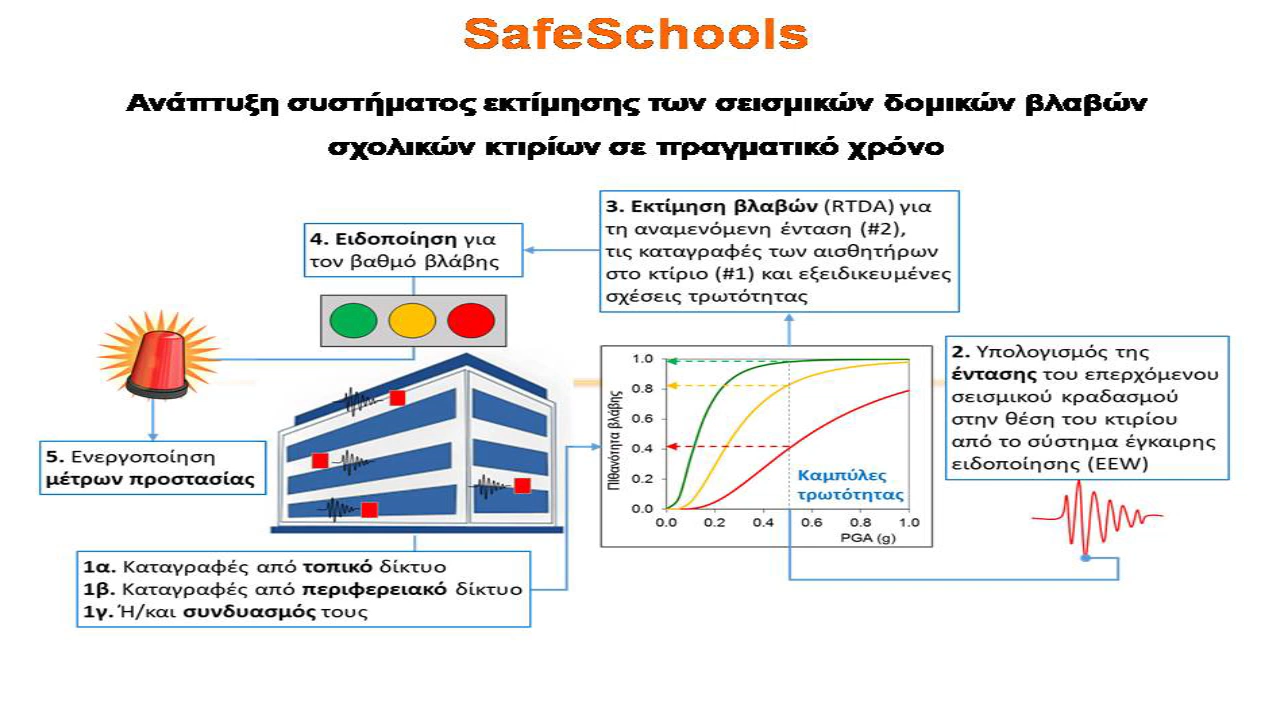 SafeSchools
Ανάπτυξη συστήματος εκτίμησης των σεισμικών δομικών βλαβών
σχολικών κτιρίων σε πραγματικό χρόνο
3. Εκτίμηση βλαβών (RTDA) για
τη αναμενόμενη ένταση (#2),
τις καταγραφές των αισθητήρων
στο κτίριο (#1) και εξειδικευμένες
σχέσεις τρωτότητας
4. Ειδοποίηση για
τον βαθμό βλάβης
2. Υπολογισμός της
έντασης του επερχόμενου
σεισμικού κραδασμού
στην θέση του κτιρίου
από το σύστημα έγκαιρης
ειδοποίησης (EEW)
5. Ενεργοποίηση
μέτρων προστασίας
Πιθανότητα βλάβης
1.0
0.8
0.6
0.4
0.2
0.0
Καμπύλες
τρωτότητας
0.0 0.2 0.4 0.6 0.8 1.0
PGA (g)
1α. Καταγραφές από τοπικό δίκτυο
1β. Καταγραφές από περιφερειακό δίκτυο
1γ. Ή/και συνδυασμός τους